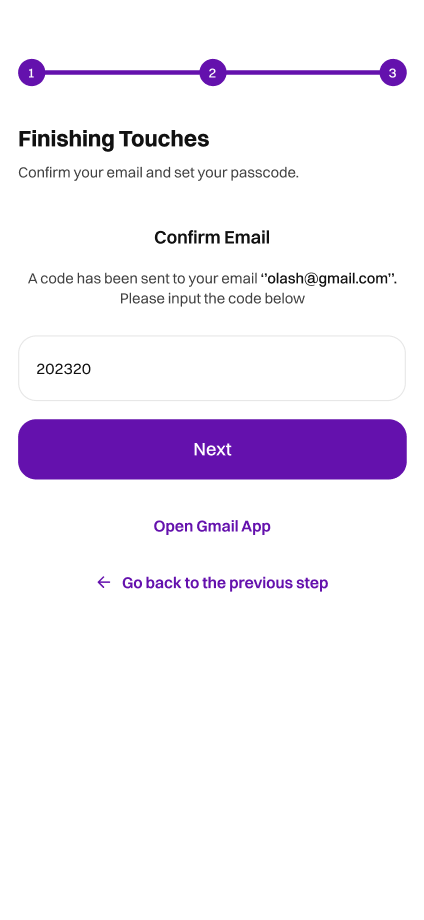 1 2 3
Finishing Touches
Confirm your email and set your passcode.
Confirm Email
A code has been sent to your email ‘’olash@gmail.com’’.
Please input the code below
202320
Next
Open Gmail App
← Go back to the previous step